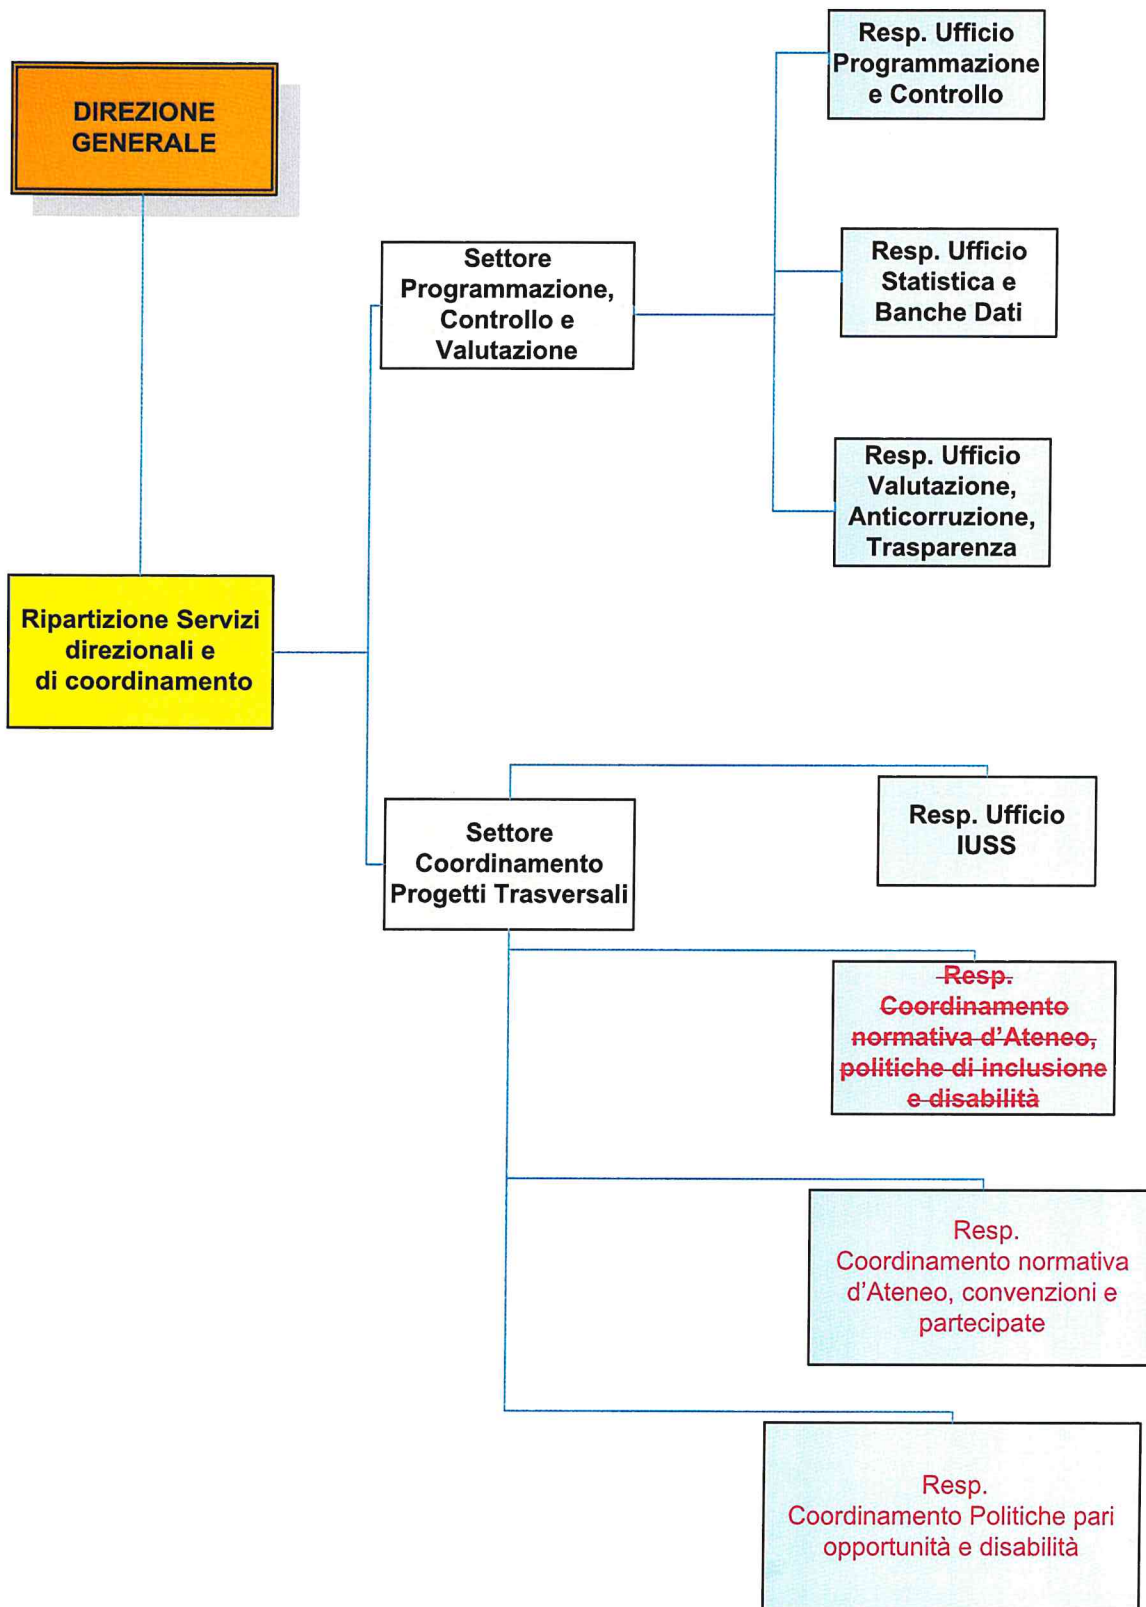 DIREZIONE
GENERALE
Ripartizione Servizi
direzionali e
di coordinamento
Settore
Programmazione,
Controllo e
Valutazione
Resp. Ufficio
Programmazione
e Controllo
Resp. Ufficio
Statistica e
Banche Dati
Resp. Ufficio
Valutazione,
Anticorruzione,
Trasparenza
Settore
Coordinamento
Progetti Trasversali
Resp. Ufficio
IUSS
Resp.
Coordinamento
normativa d’Ateneo,
politiche di inclusione
e disabilità
Resp.
Coordinamento normativa
d’Ateneo, convenzioni e
partecipate
Resp.
Coordinamento Politiche pari
opportunità e disabilità